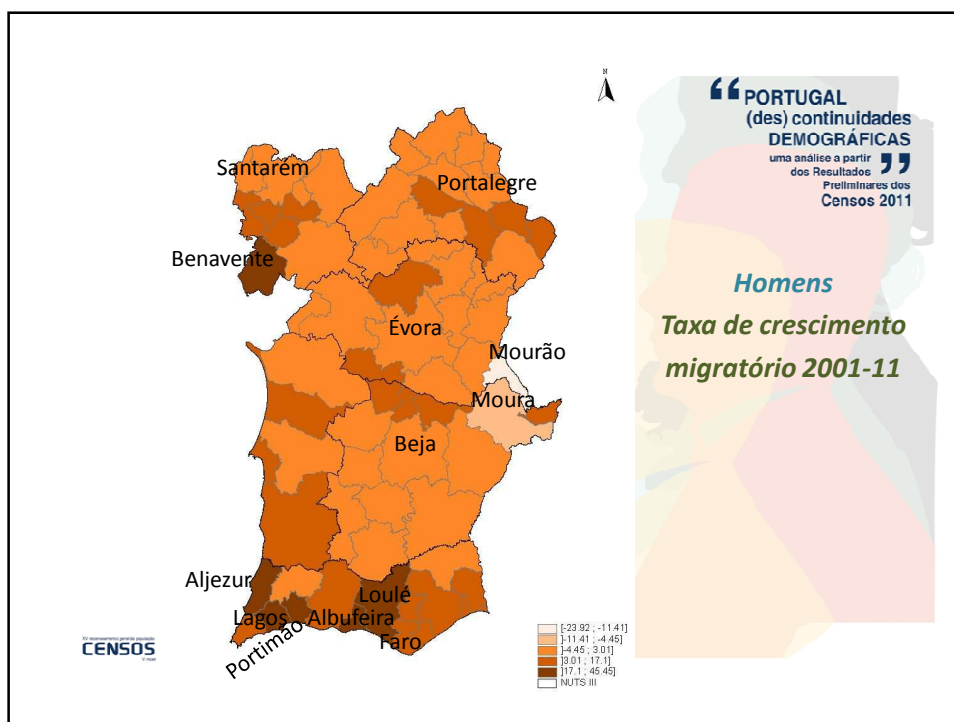 N
“ PORTUGAL
(des) continuidades
DEMOGRÁFICAS
uma análise a partir
dos Resultados ”
Preliminares dos
Censos 2011
Homens
Taxa de crescimento
migratório 2001-11
Santarém
Portalegre
Benavente
Évora
Mourão
Moura
Beja
Aljezur
Loulé
Lagos
Albufeira
Portimão
Faro
[-23.92 ; -11.41]
]-11.41 ; -4.45]
]-4.45 ; 3.01]
]3.01 ; 17.1]
]17.1 ; 45.45]
NUTS III
CENSOS